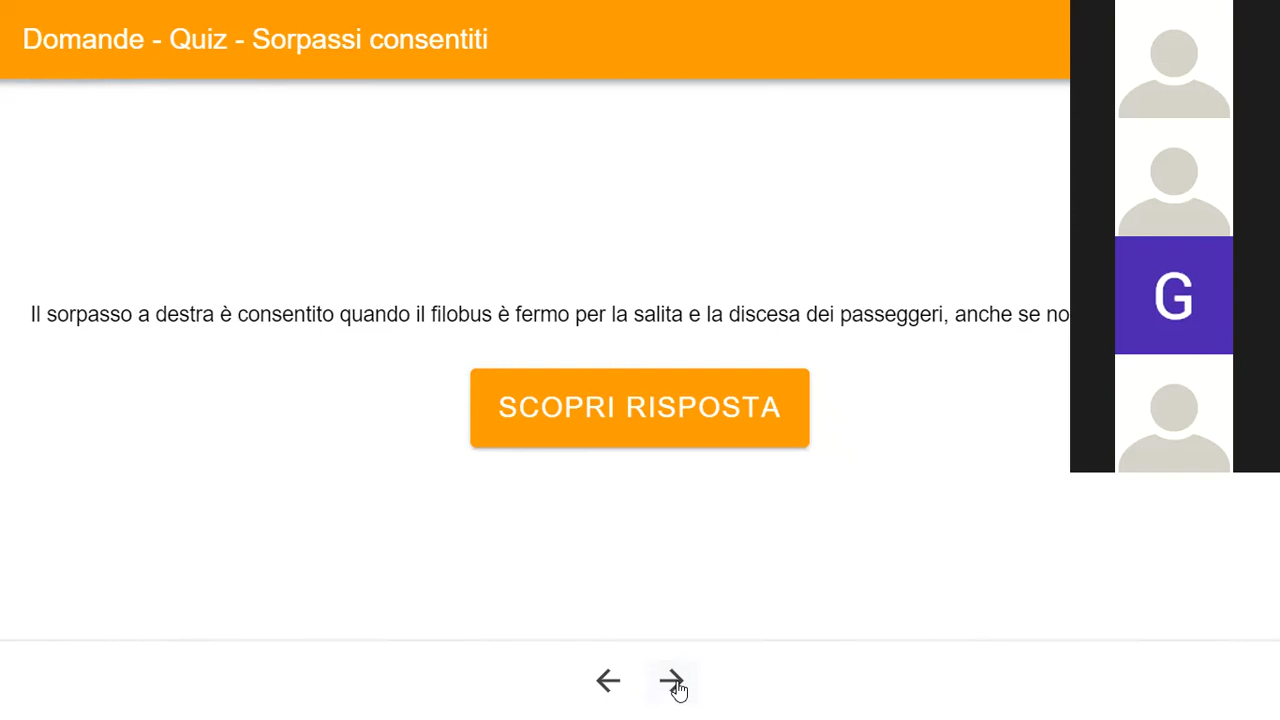 Domande - Quiz - Sorpassi consentiti
G
Il sorpasso a destra è consentito quando il filobus è fermo per la salita e la discesa dei passeggeri, anche se no
SCOPRI RISPOSTA